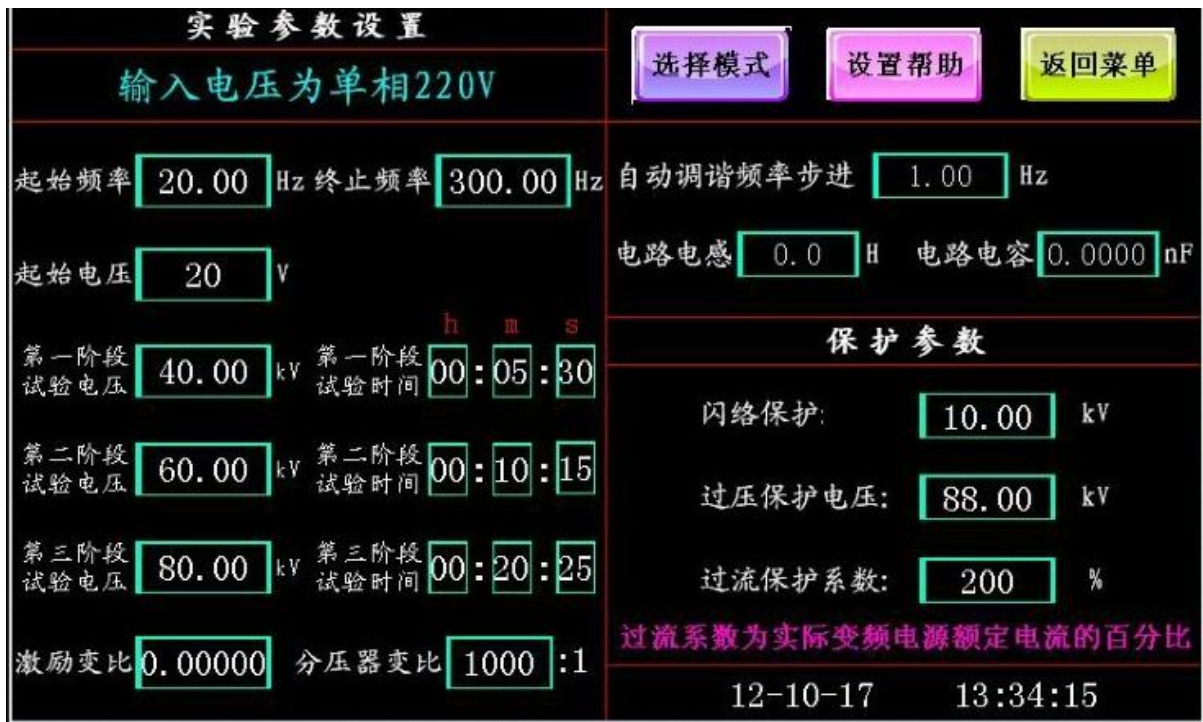 实验参数设置
输入电压为单相220V
选择模式 设置帮助 返回菜单
起始频率 20.00 Hz 终止频率 300.00 Hz
起始电压 20 V
h m s
第一阶段试验电压 40.00 kV 第一阶段试验时间 00:05:30
第二阶段试验电压 60.00 kV 第二阶段试验时间 00:10:15
第三阶段试验电压 80.00 kV 第三阶段试验时间 00:20:25
激励变比 0.00000 分压器变比 1000 :1
自动调谐频率步进 1.00 Hz
电路电感 0.0 H 电路电容 0.0000 nF
保护参数
闪络保护: 10.00 kV
过压保护电压: 88.00 kV
过流保护系数: 200 %
过流系数为实际变频电源额定电流的百分比
12-10-17 13:34:15